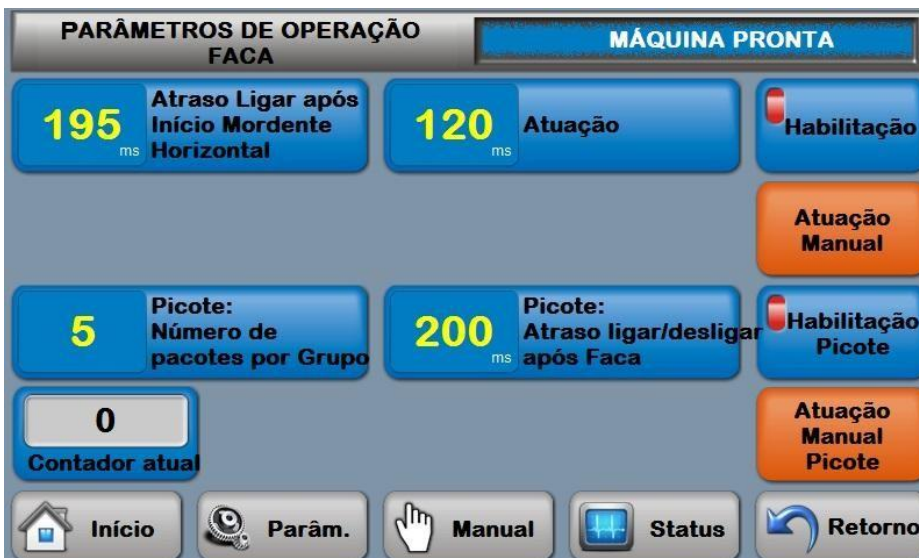 PARÂMETROS DE OPERAÇÃO
FACA
MÁQUINA PRONTA
195
ms
Atraso Ligar após
Início Mordente
Horizontal
120
ms
Atuação
Habilitação
Atuação
Manual
5
Picote:
Número de
pacotes por Grupo
200
ms
Picote:
Atraso ligar/desligar
após Faca
Habilitação
Picote
0
Contador atual
Atuação
Manual
Picote
Início
Parâm.
Manual
Status
Retorno